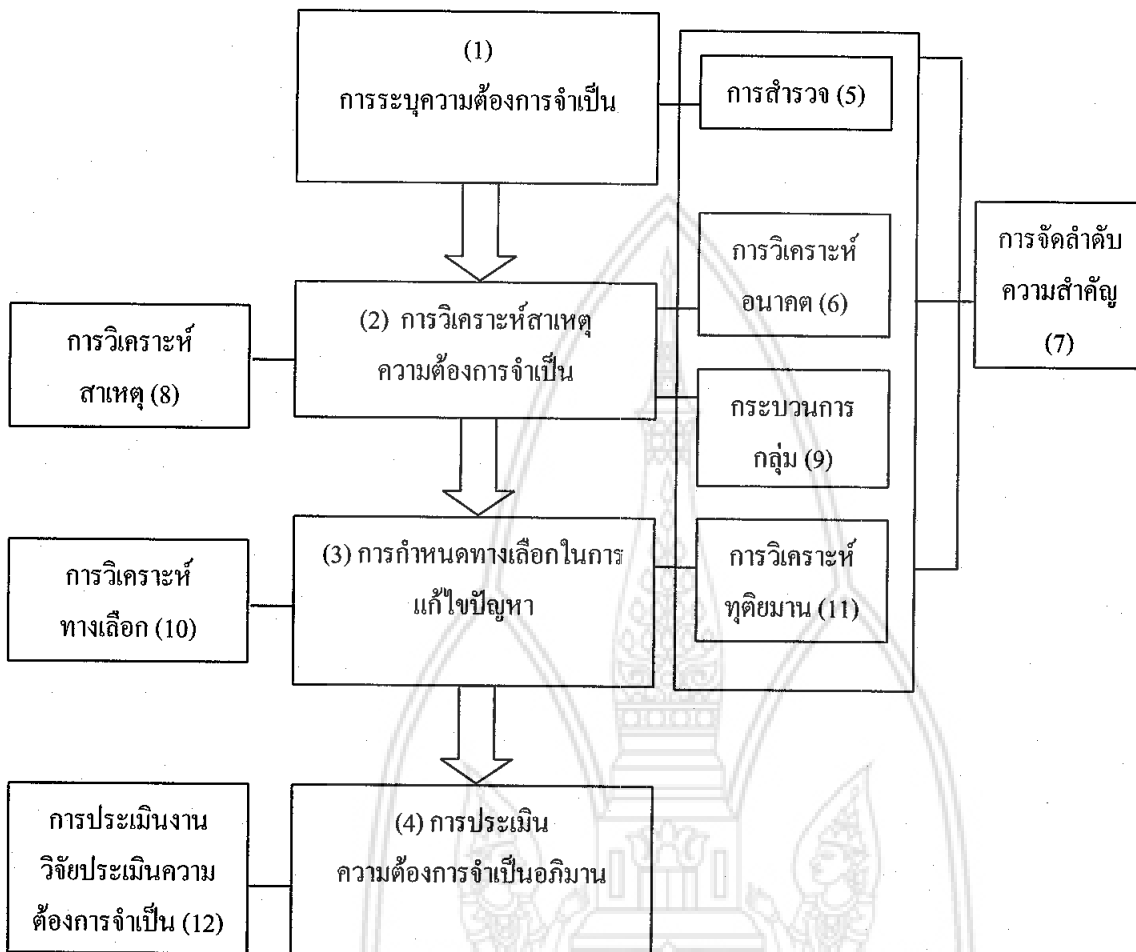 (1)
การระบุความต้องการจำเป็น
การสำรวจ (5)
การวิเคราะห์
อนาคต (6)
การจัดลำดับ
ความสำคัญ
(7)
(2) การวิเคราะห์สาเหตุ
ความต้องการจำเป็น
การวิเคราะห์
สาเหตุ (8)
กระบวนการ
กลุ่ม (9)
(3) การกำหนดทางเลือกในการ
แก้ไขปัญหา
การวิเคราะห์
ทางเลือก (10)
การวิเคราะห์
ทุติยมาน (11)
(4) การประเมิน
ความต้องการจำเป็นอภิมาน
การประเมินงาน
วิจัยประเมินความ
ต้องการจำเป็น (12)